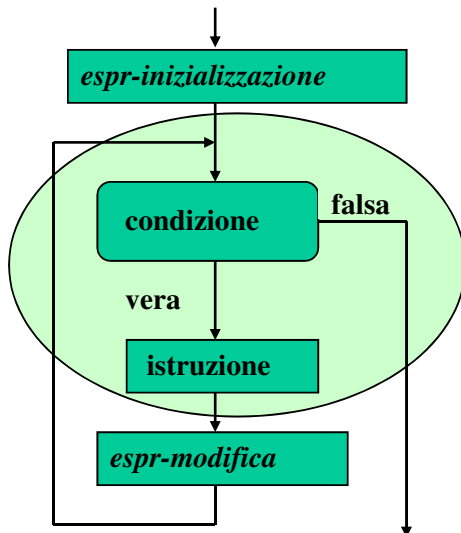 espr-inizializzazione
condizione
falsa
vera
istruzione
espr-modifica